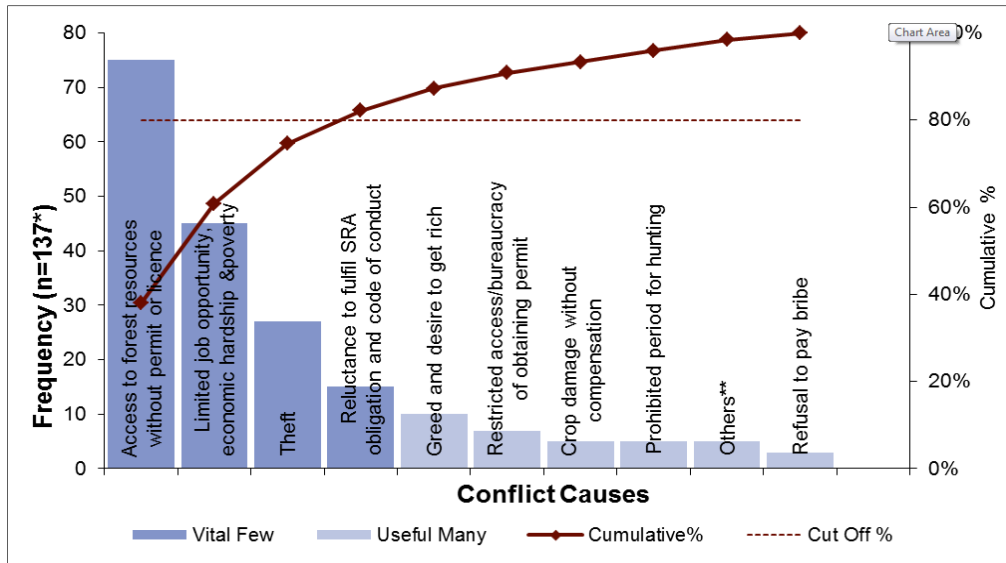 80
70
60
50
40
30
20
10
0
Frequency (n=137*)
Access to forest resources
without permit or licence
Limited job opportunity,
economic hardship &poverty
Theft
Reluctance to fulfil SRA
obligation and code of conduct
Greed and desire to get rich
Restricted access/bureaucracy
of obtaining permit
Crop damage without
compensation
Prohibited period for hunting
Others**
Refusal to pay bribe
Chart Area
0%
80%
60%
40%
20%
0%
Cumulative %
Conflict Causes
Vital Few
Useful Many
Cumulative%
Cut Off %